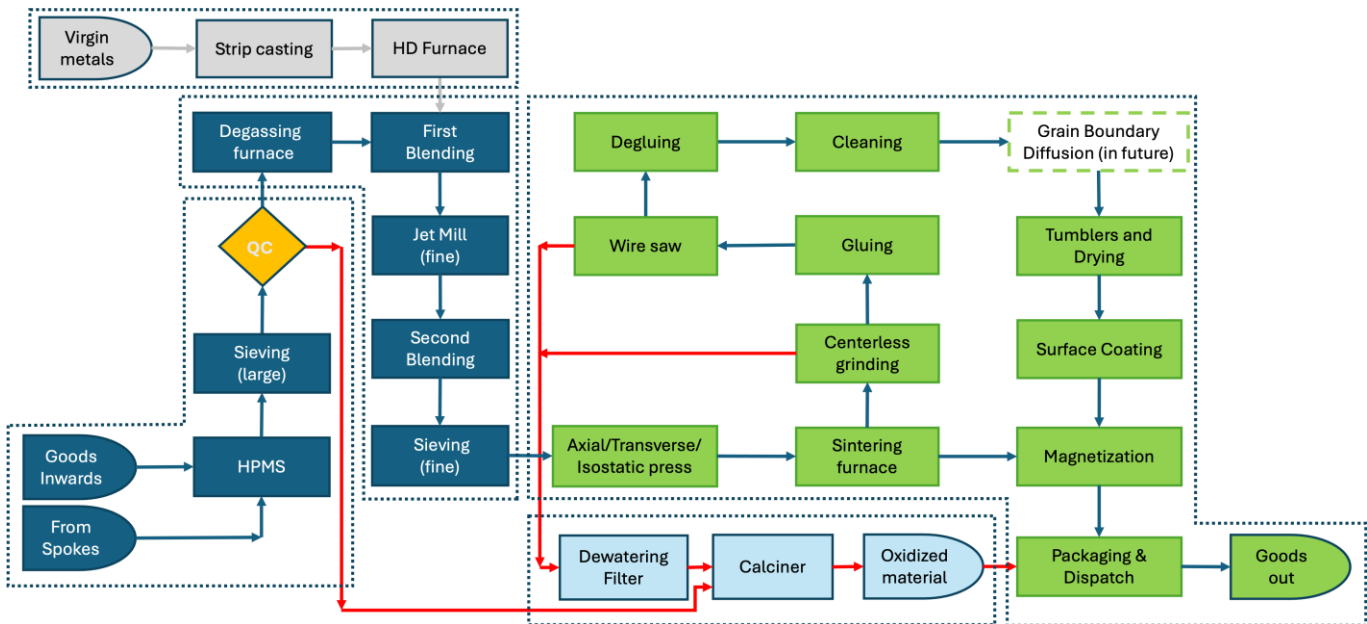 Virgin
metals
Strip casting
HD Furnace
Degassing
furnace
First
Blending
Degluing
Cleaning
Grain Boundary
Diffusion (in future)
QC
Jet Mill
(fine)
Wire saw
Gluing
Tumblers and
Drying
Sieving
(large)
Second
Blending
Centerless
grinding
Surface Coating
Goods
Inwards
HPMS
Sieving
(fine)
Axial/Transverse/
Isostatic press
Sintering
furnace
Magnetization
From
Spokes
Dewatering
Filter
Calciner
Oxidized
material
Packaging &
Dispatch
Goods
out